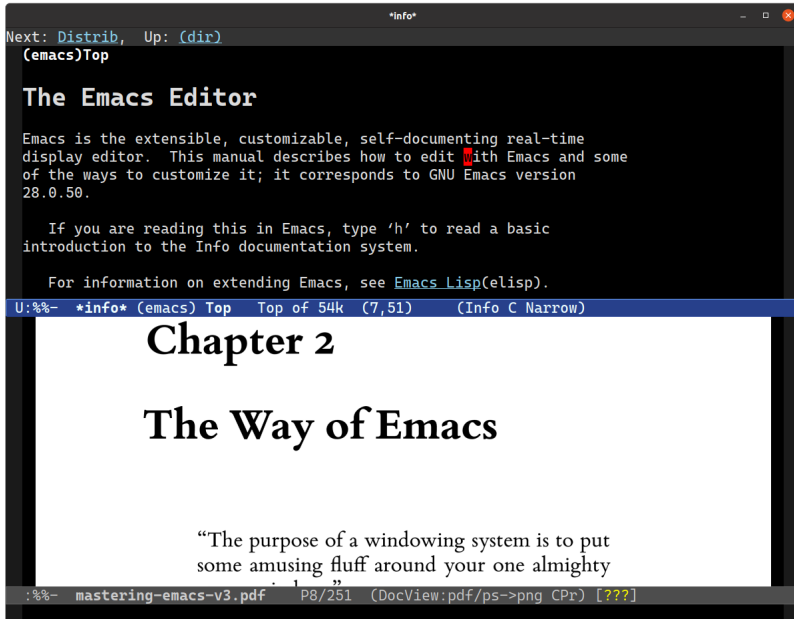 *info*
Next: Distrib,  Up: (dir)
(emacs)Top
The Emacs Editor
Emacs is the extensible, customizable, self-documenting real-time
display editor.  This manual describes how to edit with Emacs and some
of the ways to customize it; it corresponds to GNU Emacs version
28.0.50.
If you are reading this in Emacs, type ‘h’ to read a basic
introduction to the Info documentation system.
For information on extending Emacs, see Emacs Lisp(elisp).
U:%%-  *info* (emacs) Top   Top of 54k  (7,51)     (Info C Narrow)
Chapter 2
The Way of Emacs
“The purpose of a windowing system is to put
some amusing fluff around your one almighty
:%%-  mastering-emacs-v3.pdf    P8/251  (DocView:pdf/ps->png CPr) [???]